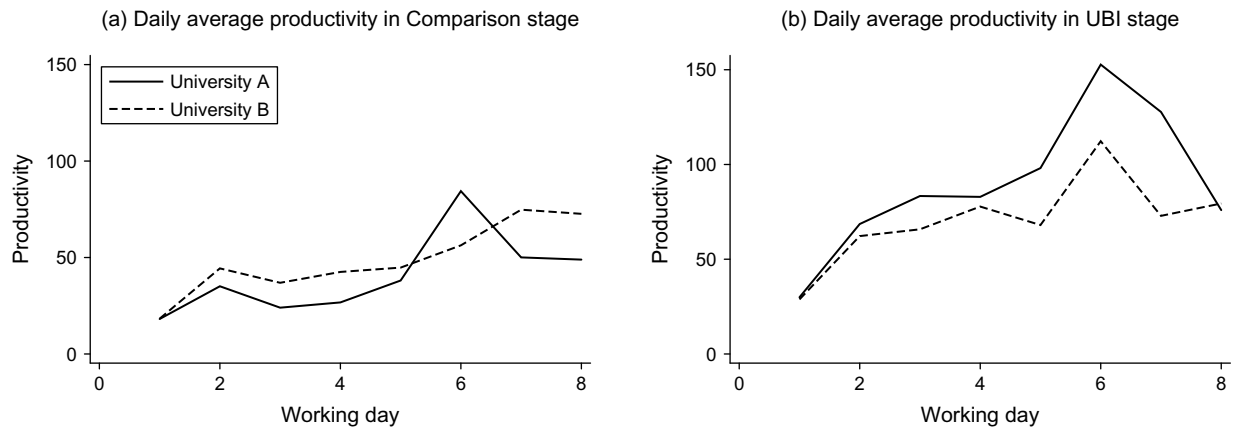 (a) Daily average productivity in Comparison stage
150
100
50
0
Productivity
University A
University B
0 2 4 6 8
Working day
(b) Daily average productivity in UBI stage
150
100
50
0
Productivity
0 2 4 6 8
Working day